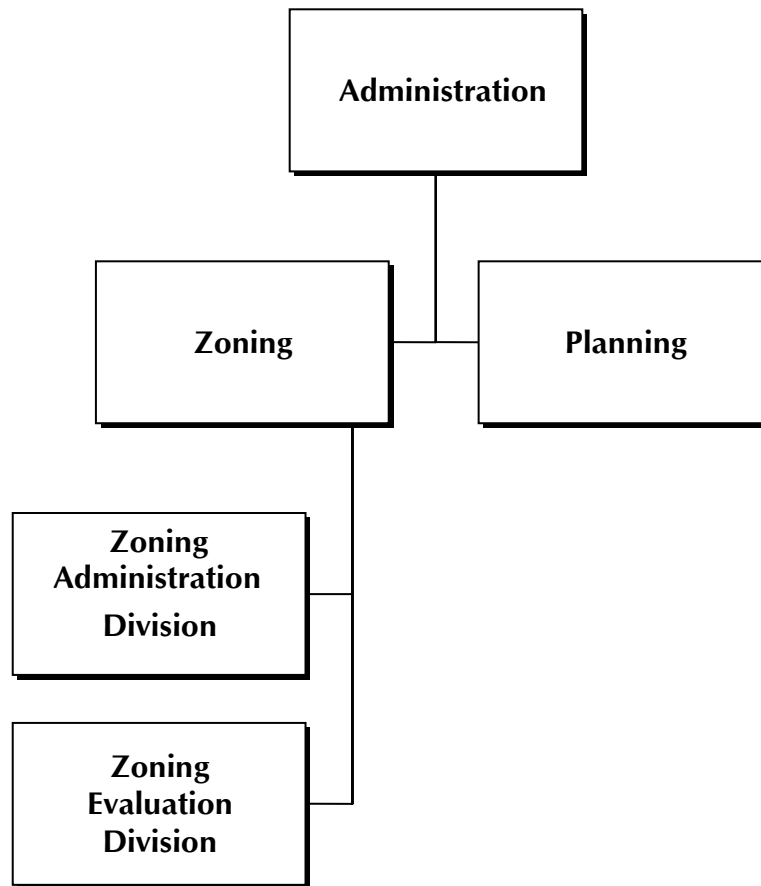 Administration
Zoning
Planning
Zoning
Administration
Division
Zoning
Evaluation
Division